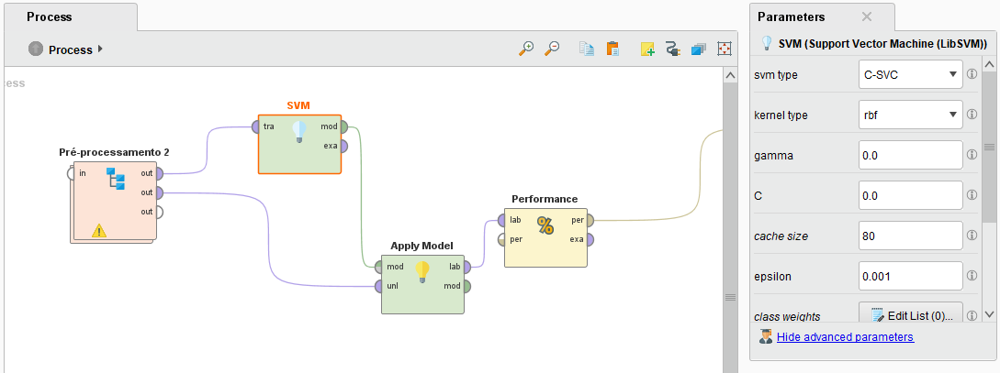 Process
Process
cess
SVM
tra
mod
exa
Pré-processamento 2
in
out
out
out
Apply Model
mod
lab
unl
mod
Performance
lab
per
%
per
exa
Parameters
SVM (Support Vector Machine (LibSVM))
svm type
C-SVC
kernel type
rbf
gamma
0.0
C
0.0
cache size
80
epsilon
0.001
class weights
Edit List (0)...
Hide advanced parameters